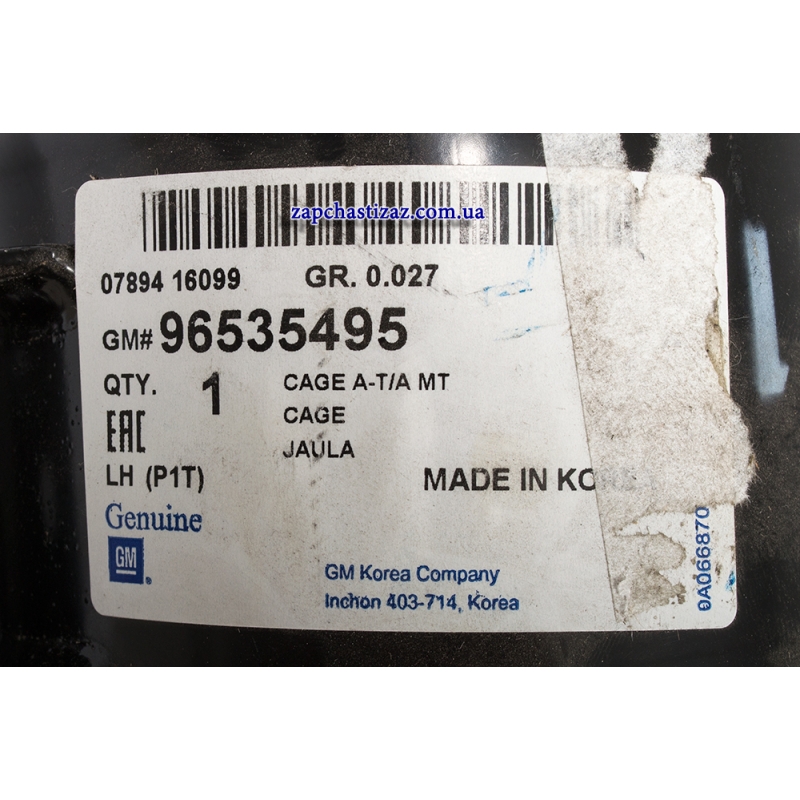 zapchastizaz.com.ua
07894 16099 GR. 0.027
GM# 96535495
QTY. 1 CAGE A-T/A MT
CAGE
EAC JAULA
LH (P1T) MADE IN KO
Genuine
GM
GM Korea Company
Inchon 403-714, Korea
9A066870